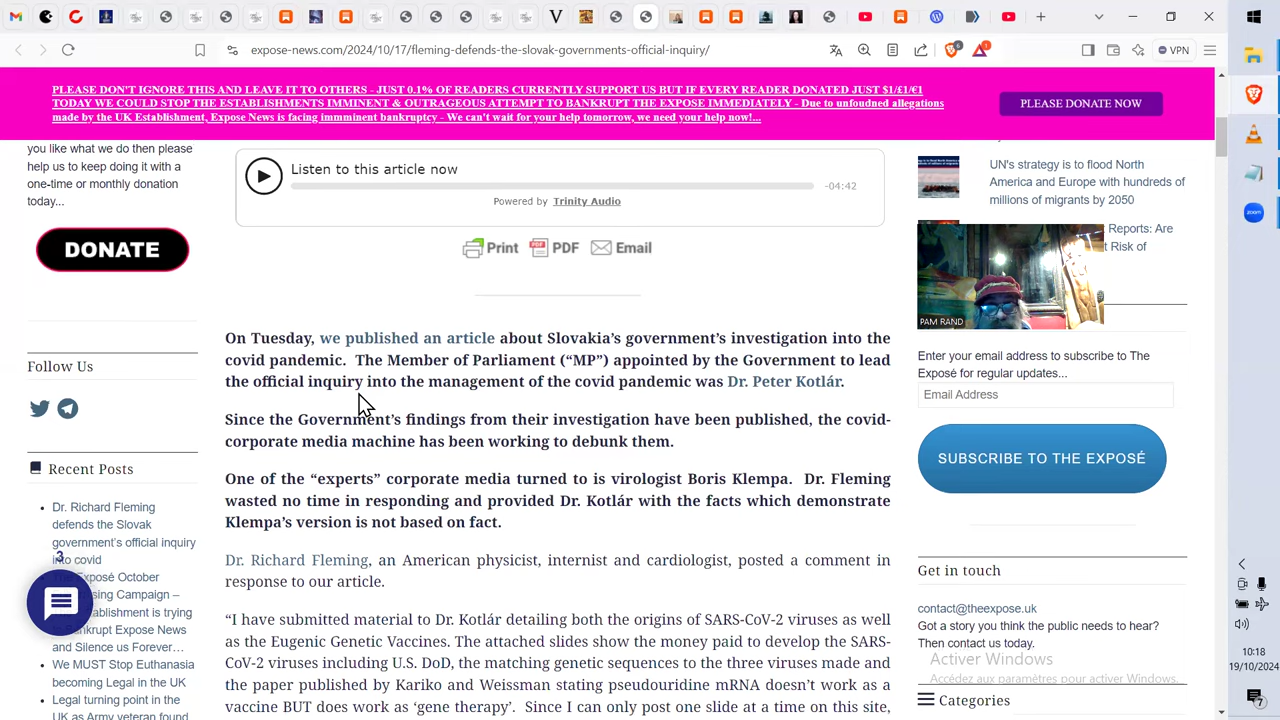 expose-news.com/2024/10/17/fleming-defends-the-slovak-governments-official-inquiry/
6
1
VPN
PLEASE DON'T IGNORE THIS AND LEAVE IT TO OTHERS - JUST 0.1% OF READERS CURRENTLY SUPPORT US BUT IF EVERY READER DONATED JUST $1/£1/€1
TODAY WE COULD STOP THE ESTABLISHMENTS IMMINENT & OUTRAGEOUS ATTEMPT TO BANKRUPT THE EXPOSE IMMEDIATELY - Due to unfoudned allegations
made by the UK Establishment, Expose News is facing immminent bankruptcy - We can't wait for your help tomorrow, we need your help now!...
PLEASE DONATE NOW
you like what we do then please
help us to keep doing it with a
one-time or monthly donation
today...
DONATE
Follow Us
Recent Posts
Dr. Richard Fleming
defends the Slovak
government's official inquiry
into covid
3
Exposé October
sing Campaign –
stablishment is trying
nkrupt Expose News
and Silence us Forever…
We MUST Stop Euthanasia
becoming Legal in the UK
Legal turning point in the
UK as Army veteran found
Listen to this article now
-04:42
Powered by Trinity Audio
Print PDF Email
On Tuesday, we published an article about Slovakia's government's investigation into the
covid pandemic. The Member of Parliament ("MP") appointed by the Government to lead
the official inquiry into the management of the covid pandemic was Dr. Peter Kotlár.
Since the Government's findings from their investigation have been published, the covid-
corporate media machine has been working to debunk them.
One of the "experts" corporate media turned to is virologist Boris Klempa. Dr. Fleming
wasted no time in responding and provided Dr. Kotlár with the facts which demonstrate
Klempa's version is not based on fact.
Dr. Richard Fleming, an American physicist, internist and cardiologist, posted a comment in
response to our article.
"I have submitted material to Dr. Kotlár detailing both the origins of SARS-CoV-2 viruses as well
as the Eugenic Genetic Vaccines. The attached slides show the money paid to develop the SARS-
CoV-2 viruses including U.S. DoD, the matching genetic sequences to the three viruses made and
the paper published by Kariko and Weissman stating pseudouridine mRNA doesn't work as a
vaccine BUT does work as 'gene therapy'. Since I can only post one slide at a time on this site,
UN's strategy is to flood North
America and Europe with hundreds of
millions of migrants by 2050
Reports: Are
t Risk of
PAM RAND
Enter your email address to subscribe to The
Exposé for regular updates...
Email Address
SUBSCRIBE TO THE EXPOSÉ
Get in touch
contact@theexpose.uk
Got a story you think the public needs to hear?
Then contact us today.
Activer Windows
Accédez aux paramètres pour activer Windows.
Categories
zoom
10:18
19/10/2024
7